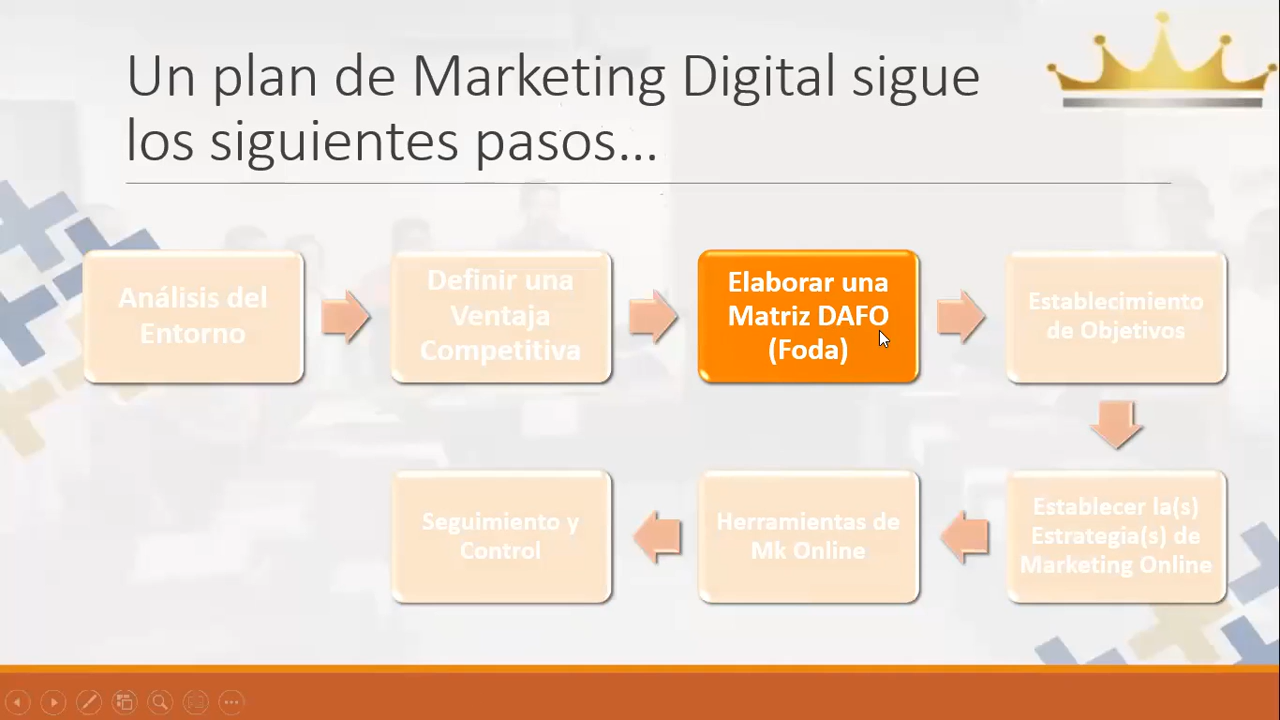 Un plan de Marketing Digital sigue
los siguientes pasos...
Análisis del
Entorno
Definir una
Ventaja
Competitiva
Elaborar una
Matriz DAFO
(Foda)
Establecimiento
de Objetivos
Establecer la(s)
Estrategia(s) de
Marketing Online
Herramientas de
Mk Online
Seguimiento y
Control